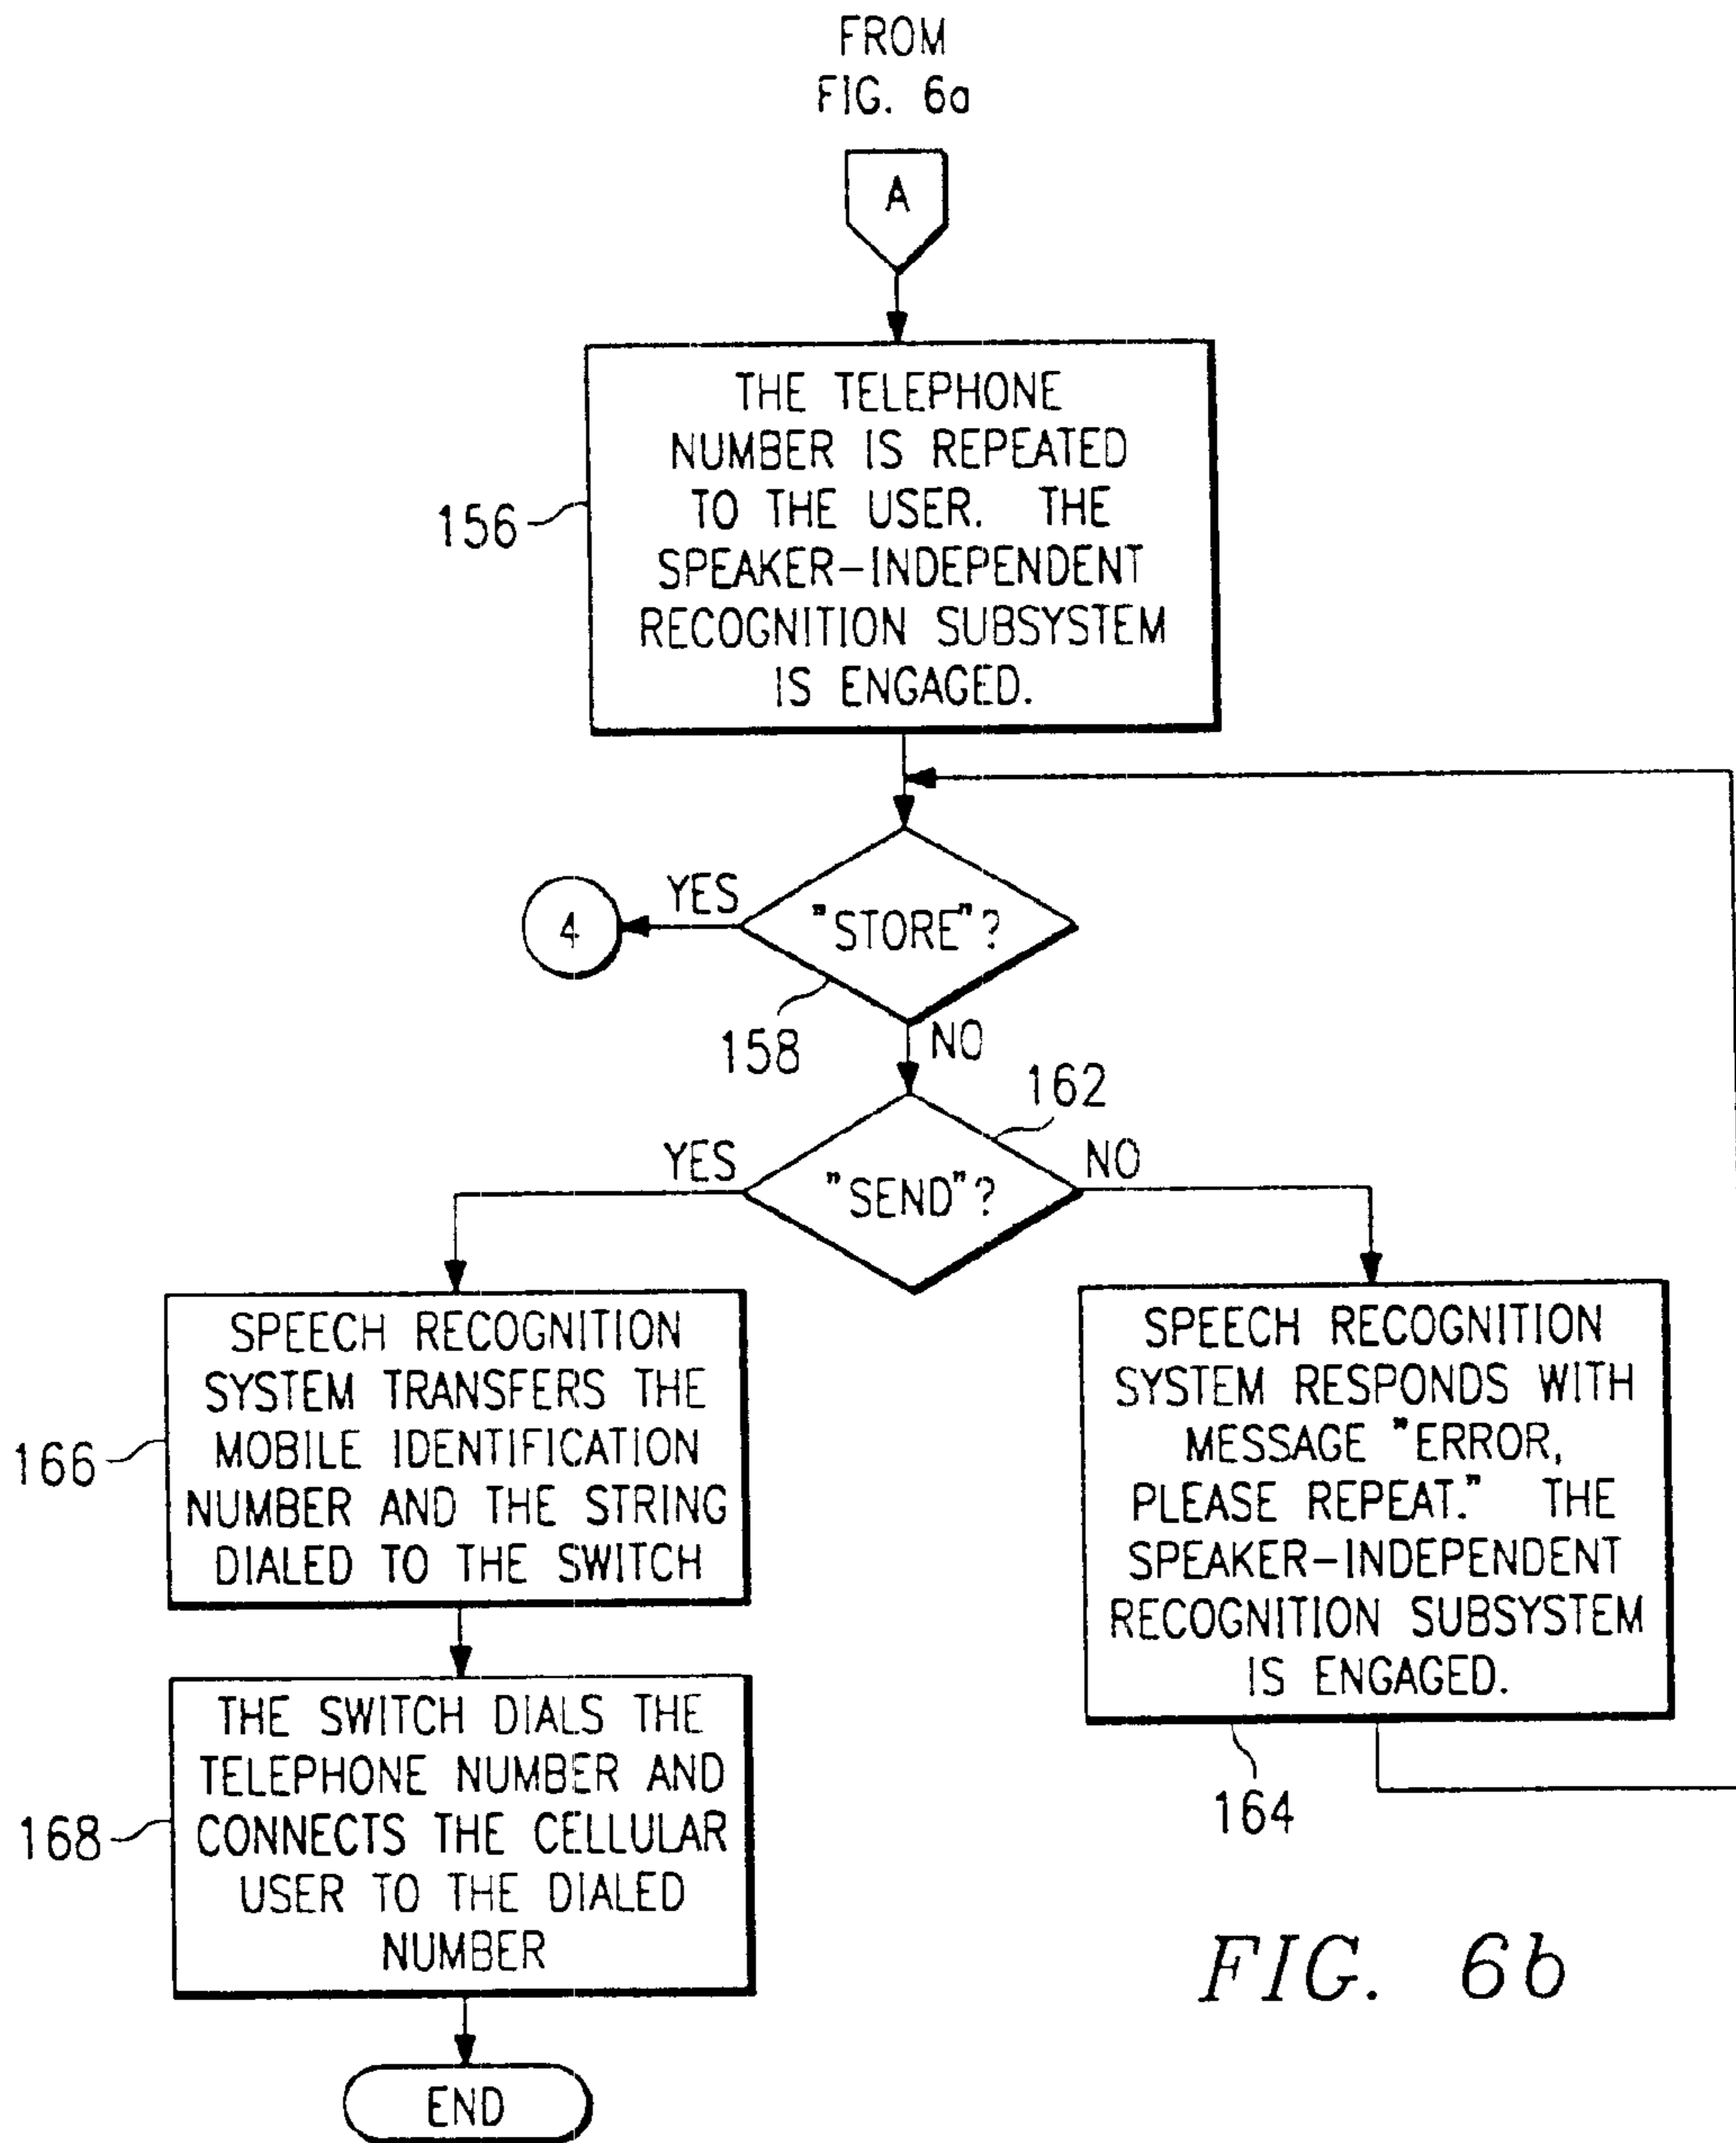 FROM
FIG. 6a
A
THE TELEPHONE
NUMBER IS REPEATED
TO THE USER. THE
SPEAKER-INDEPENDENT
RECOGNITION SUBSYSTEM
IS ENGAGED.
156
YES
4
"STORE"?
158
NO
162
YES
"SEND"?
NO
SPEECH RECOGNITION
SYSTEM TRANSFERS THE
MOBILE IDENTIFICATION
NUMBER AND THE STRING
DIALED TO THE SWITCH
166
SPEECH RECOGNITION
SYSTEM RESPONDS WITH
MESSAGE "ERROR,
PLEASE REPEAT." THE
SPEAKER-INDEPENDENT
RECOGNITION SUBSYSTEM
IS ENGAGED.
164
THE SWITCH DIALS THE
TELEPHONE NUMBER AND
CONNECTS THE CELLULAR
USER TO THE DIALED
NUMBER
168
END
FIG. 6b